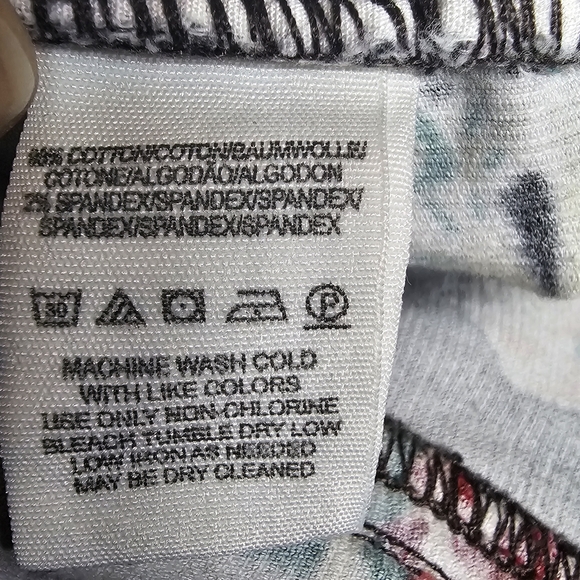 98% COTTON/COTON/BAUMWOLLE/
COTONE/ALGODÃO/ALGODON
2% SPANDEX/SPANDEX/SPANDEX/
SPANDEX/SPANDEX/SPANDEX
30
P
MACHINE WASH COLD
WITH LIKE COLORS
USE ONLY NON-CHLORINE
BLEACH TUMBLE DRY LOW
LOW IRON AS NEEDED
MAY BE DRY CLEANED